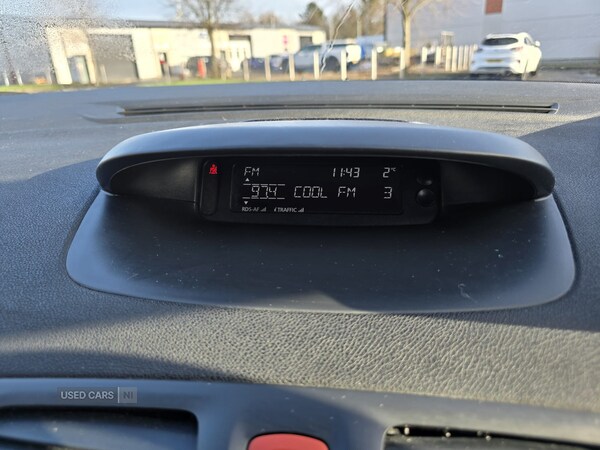 FM 11:43 2°C
97.4 COOL FM 3
RDS-AF i TRAFFIC
USED CARS NI